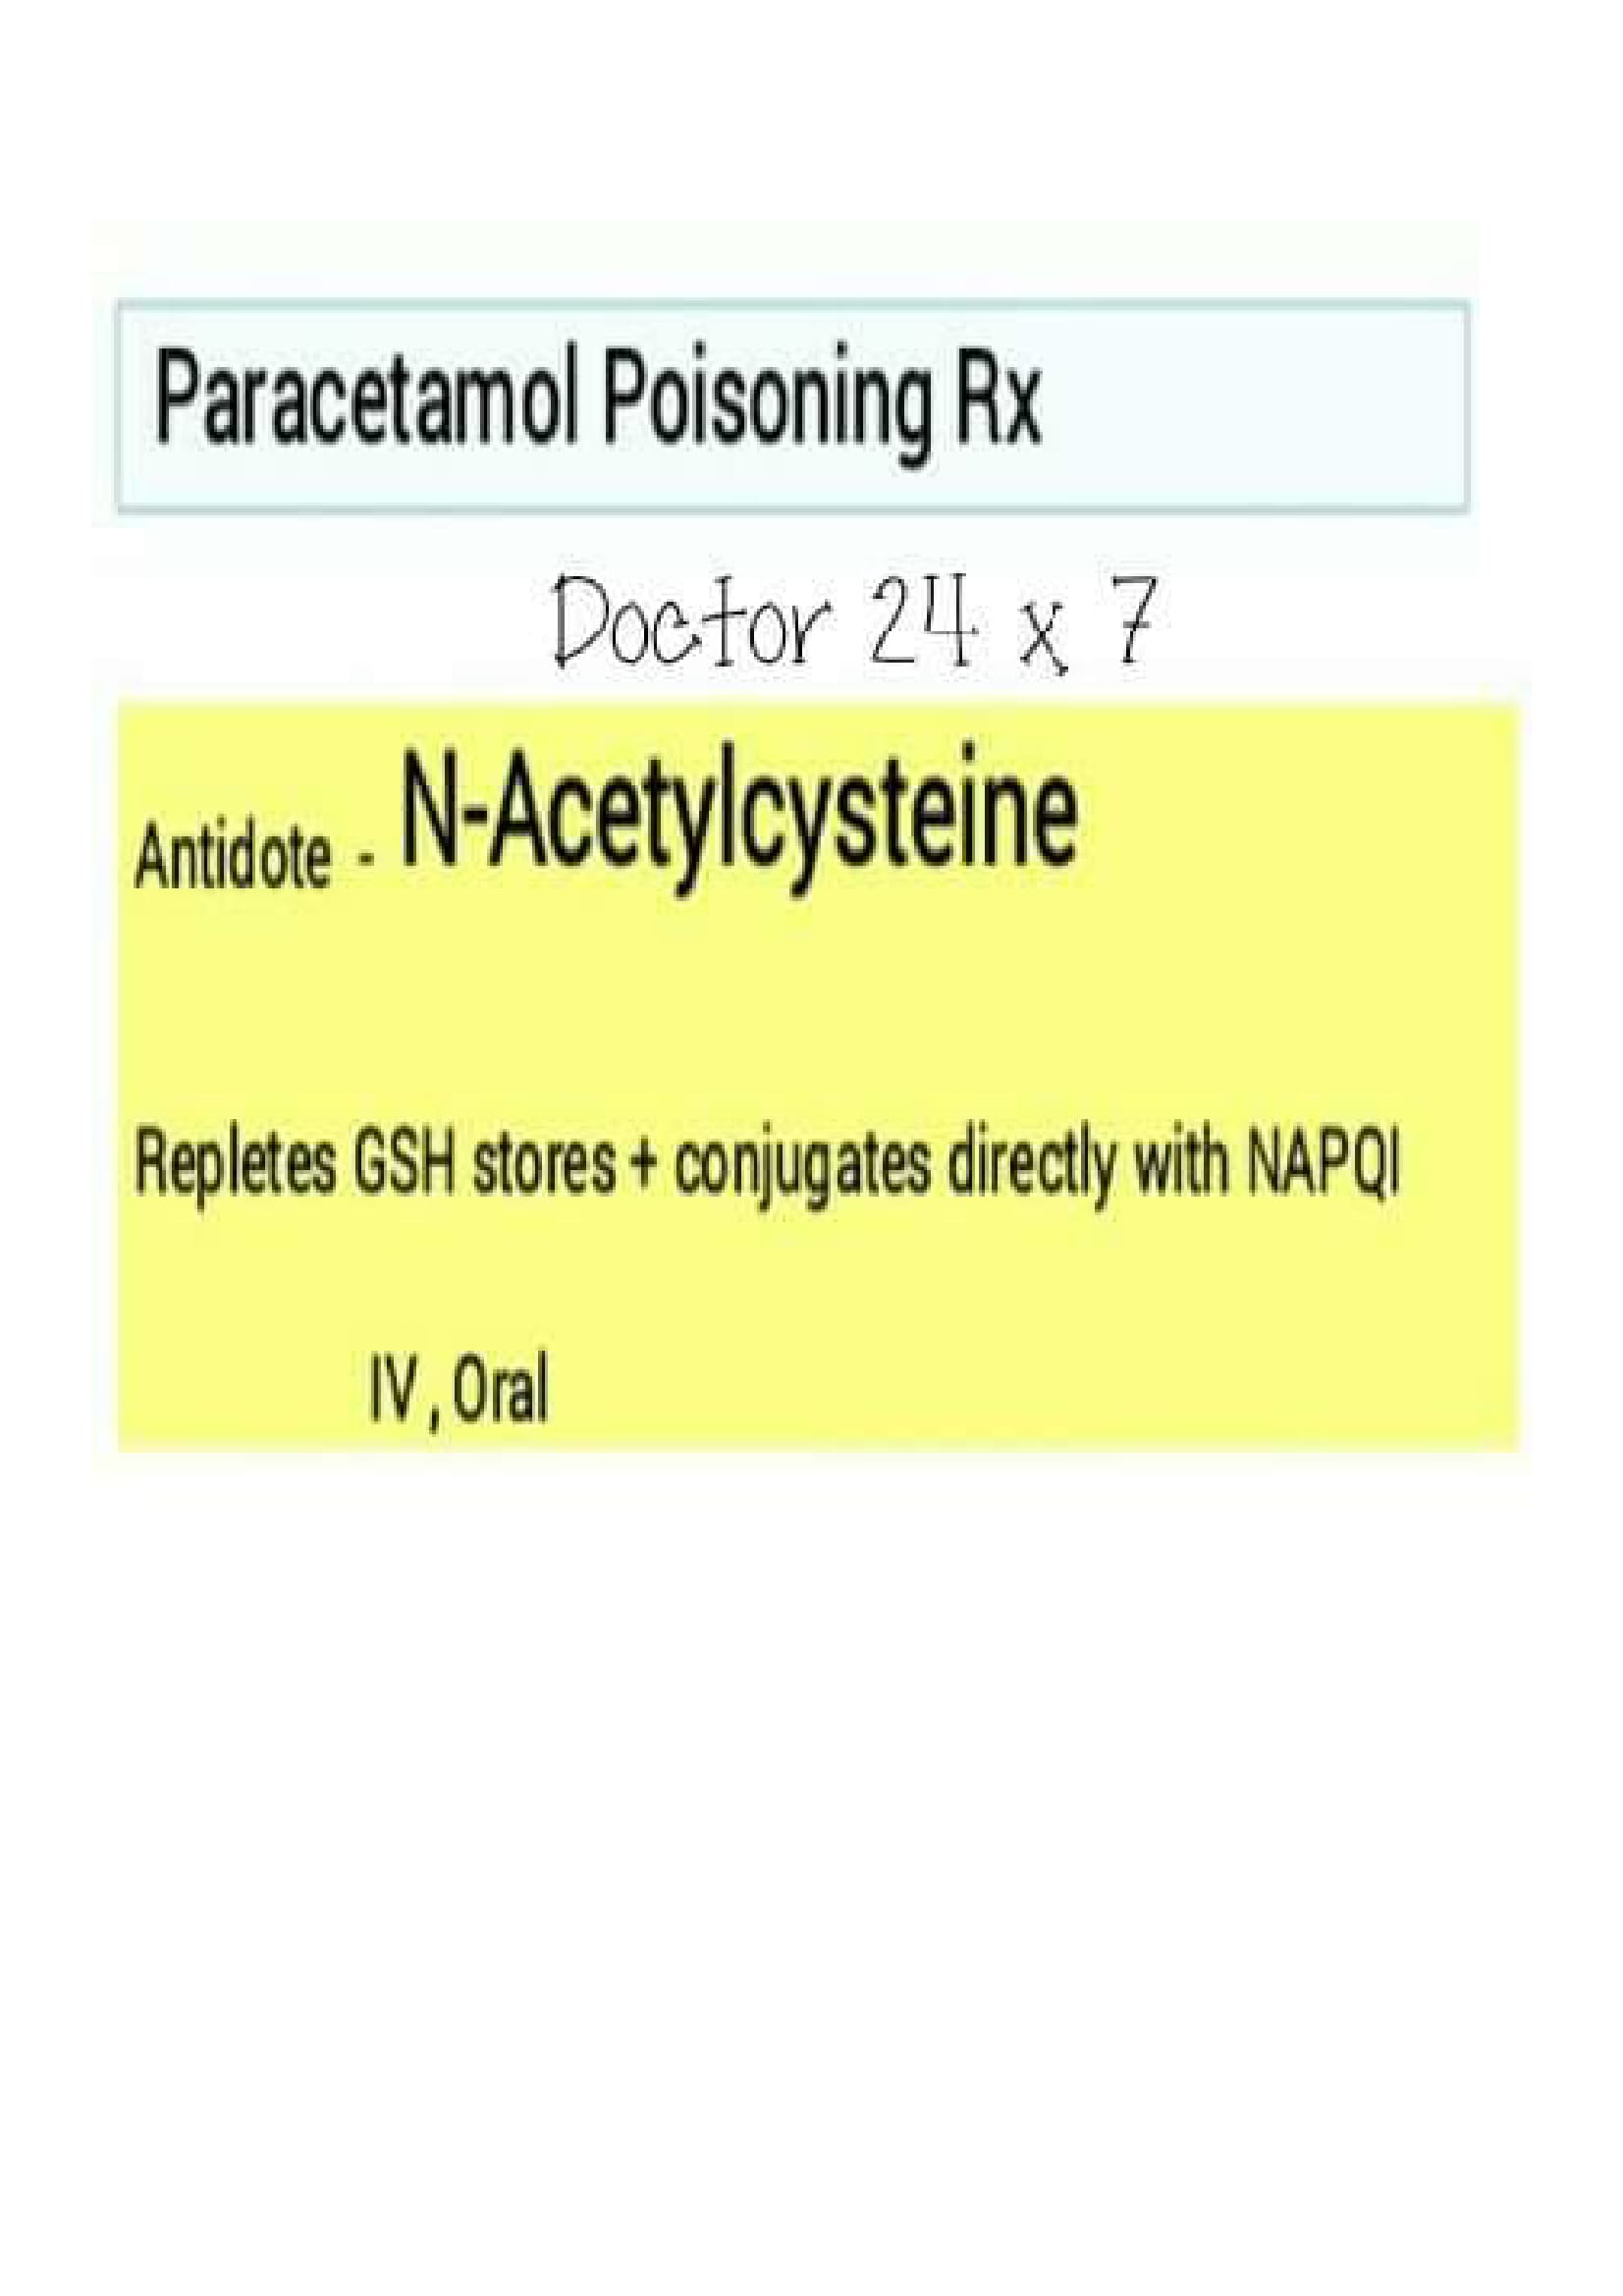 Paracetamol Poisoning Rx
Doctor 24 x 7
Antidote - N-Acetylcysteine
Repletes GSH stores + conjugates directly with NAPQI
IV , Oral